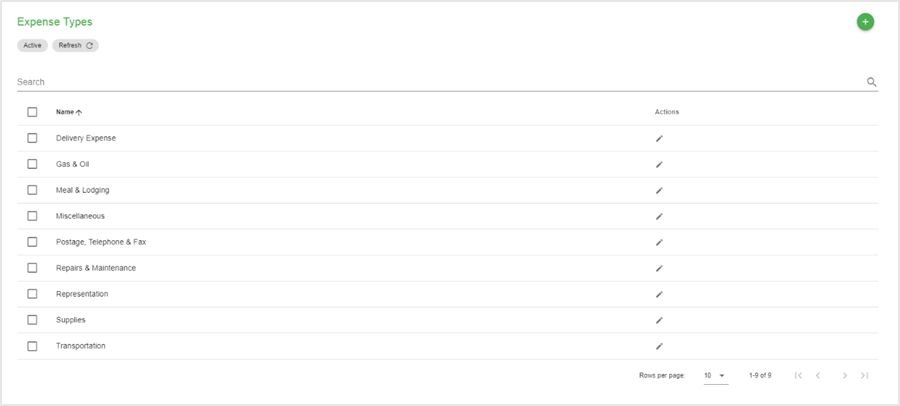 Expense Types
Active Refresh
Search
Name Actions
Delivery Expense
Gas & Oil
Meal & Lodging
Miscellaneous
Postage, Telephone & Fax
Repairs & Maintenance
Representation
Supplies
Transportation
Rows per page: 10 1-9 of 9